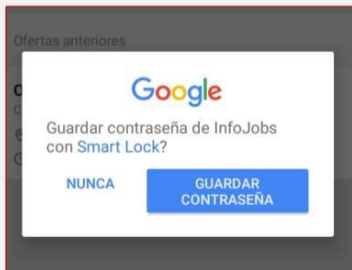 Ofertas anteriores
Google
Guardar contraseña de InfoJobs
con Smart Lock?
NUNCA
GUARDAR
CONTRASEÑA